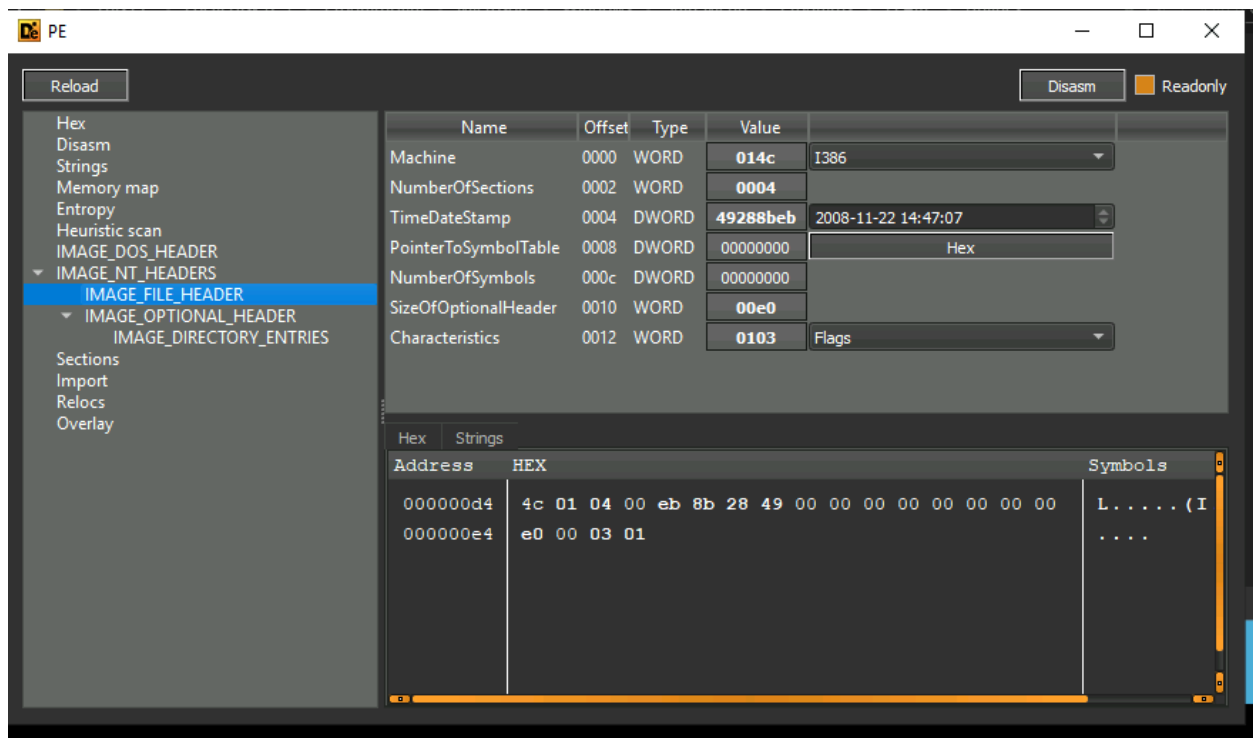 De PE
Reload
Disasm Readonly
Hex
Disasm
Strings
Memory map
Entropy
Heuristic scan
IMAGE_DOS_HEADER
IMAGE_NT_HEADERS
IMAGE_FILE_HEADER
IMAGE_OPTIONAL_HEADER
IMAGE_DIRECTORY_ENTRIES
Sections
Import
Relocs
Overlay
Name Offset Type Value
Machine 0000 WORD 014c I386
NumberOfSections 0002 WORD 0004
TimeDateStamp 0004 DWORD 49288beb 2008-11-22 14:47:07
PointerToSymbolTable 0008 DWORD 00000000 Hex
NumberOfSymbols 000c DWORD 00000000
SizeOfOptionalHeader 0010 WORD 00e0
Characteristics 0012 WORD 0103 Flags
Hex Strings
Address HEX Symbols
000000d4 4c 01 04 00 eb 8b 28 49 00 00 00 00 00 00 00 00 L.....(I
000000e4 e0 00 03 01 ....